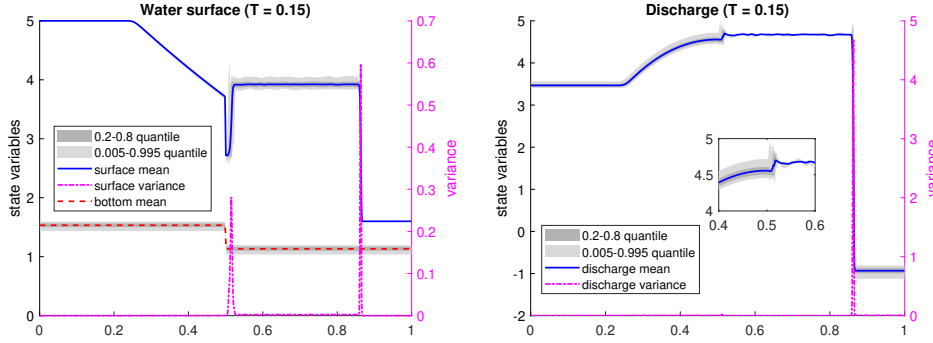 Water surface (T = 0.15)
state variables
5
4
3
2
1
0
0.7
0.6
0.5
0.4
0.3
0.2
0.1
0
variance
0.2-0.8 quantile
0.005-0.995 quantile
surface mean
surface variance
bottom mean
0 0.2 0.4 0.6 0.8 1
Discharge (T = 0.15)
state variables
5
4
3
2
1
0
-1
-2
5
4
3
2
1
0
variance
5
4.5
4
0.4 0.5 0.6
0.2-0.8 quantile
0.005-0.995 quantile
discharge mean
discharge variance
0 0.2 0.4 0.6 0.8 1